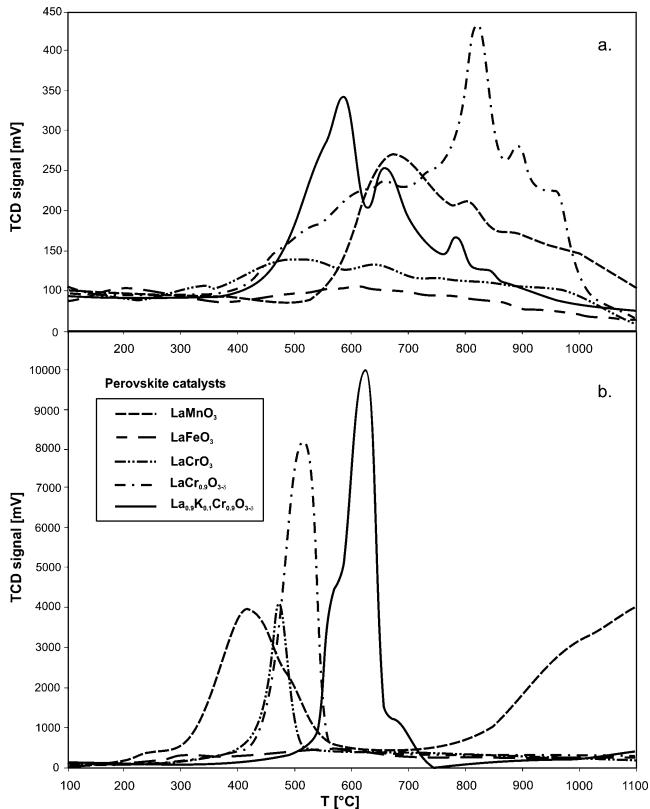 450
400
350
300
250
200
150
100
0
TCD signal [mV]
a.
200 300 400 500 600 700 800 900 1000
10000
9000
8000
7000
6000
5000
4000
3000
2000
1000
0
TCD signal [mV]
b.
Perovskite catalysts
LaMnO₃
LaFeO₃
LaCrO₃
LaCr₀.₉O₃₋δ
La₀.₉K₀.₁Cr₀.₉O₃₋δ
100 200 300 400 500 600 700 800 900 1000 1100
T [°C]